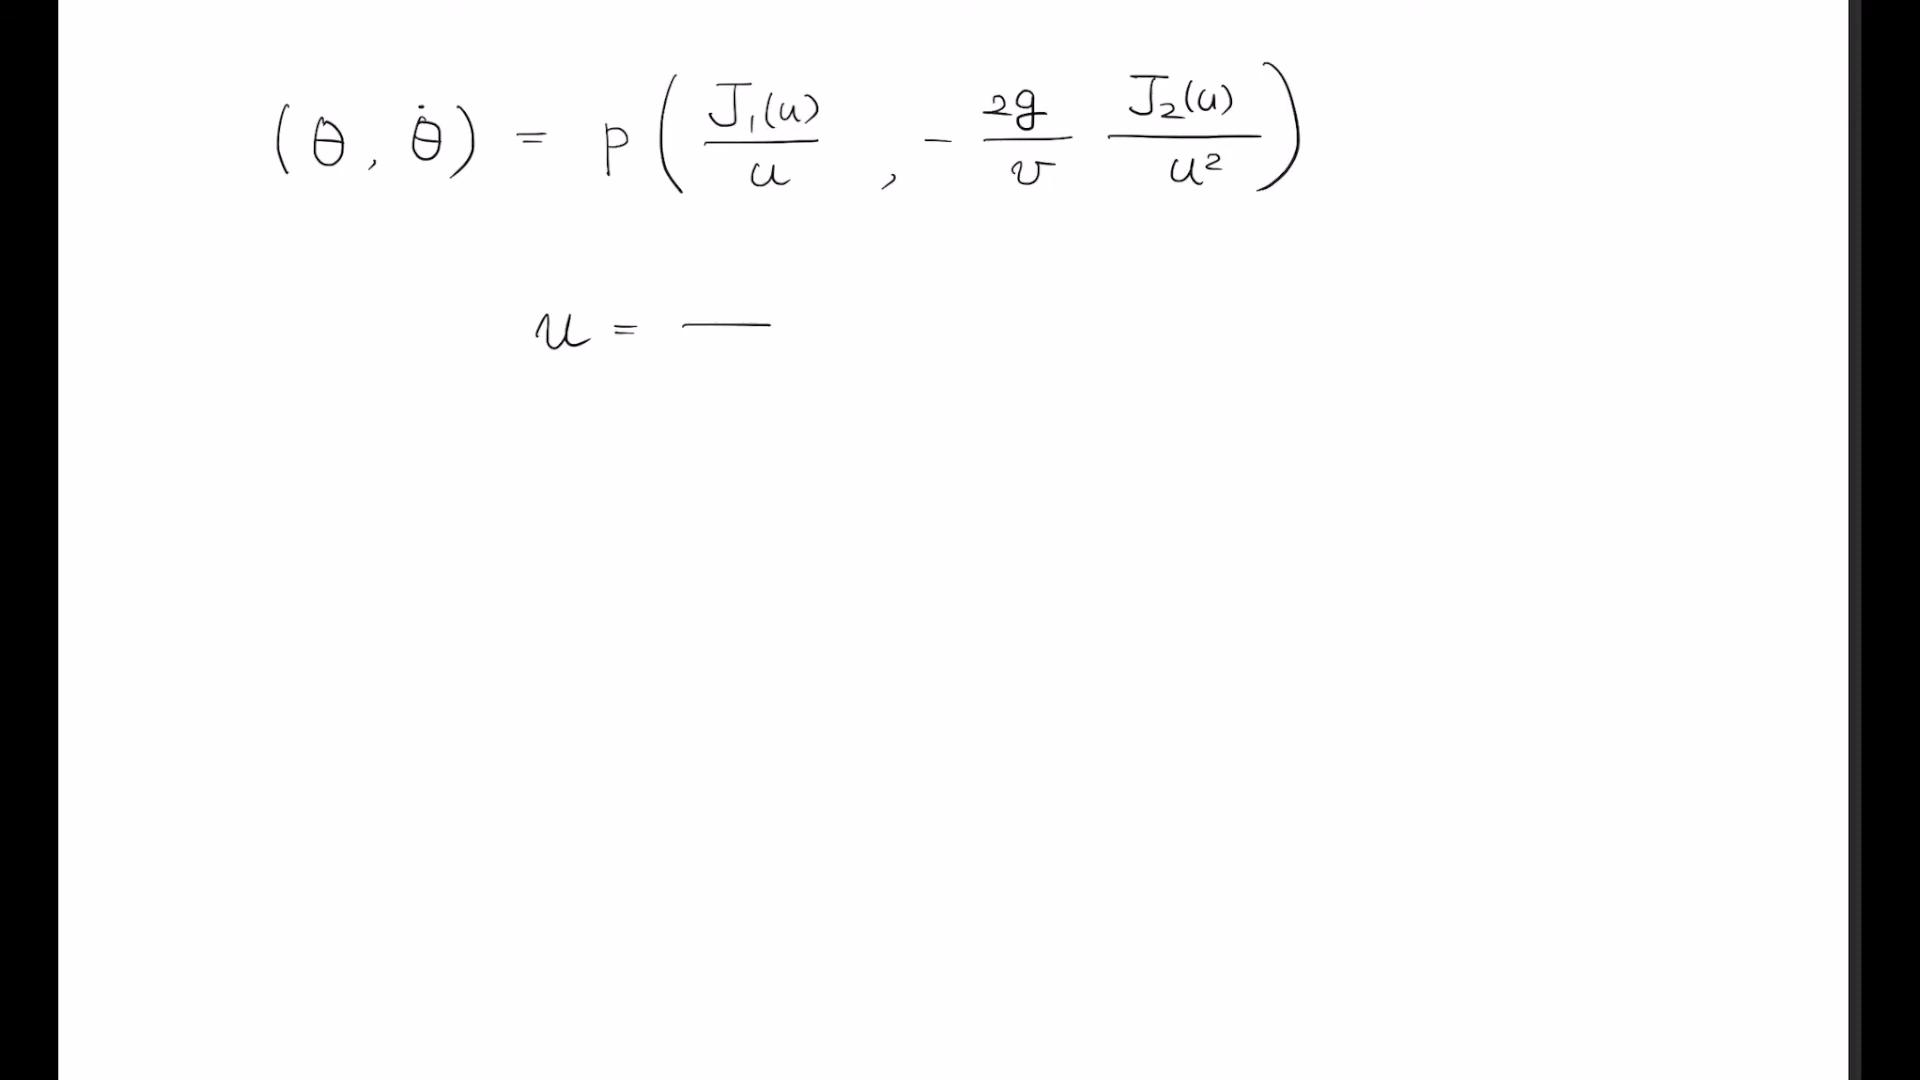 (θ, θ̇) = p( J₁(u)/u , - 2g/v J₂(u)/u² )
u = —